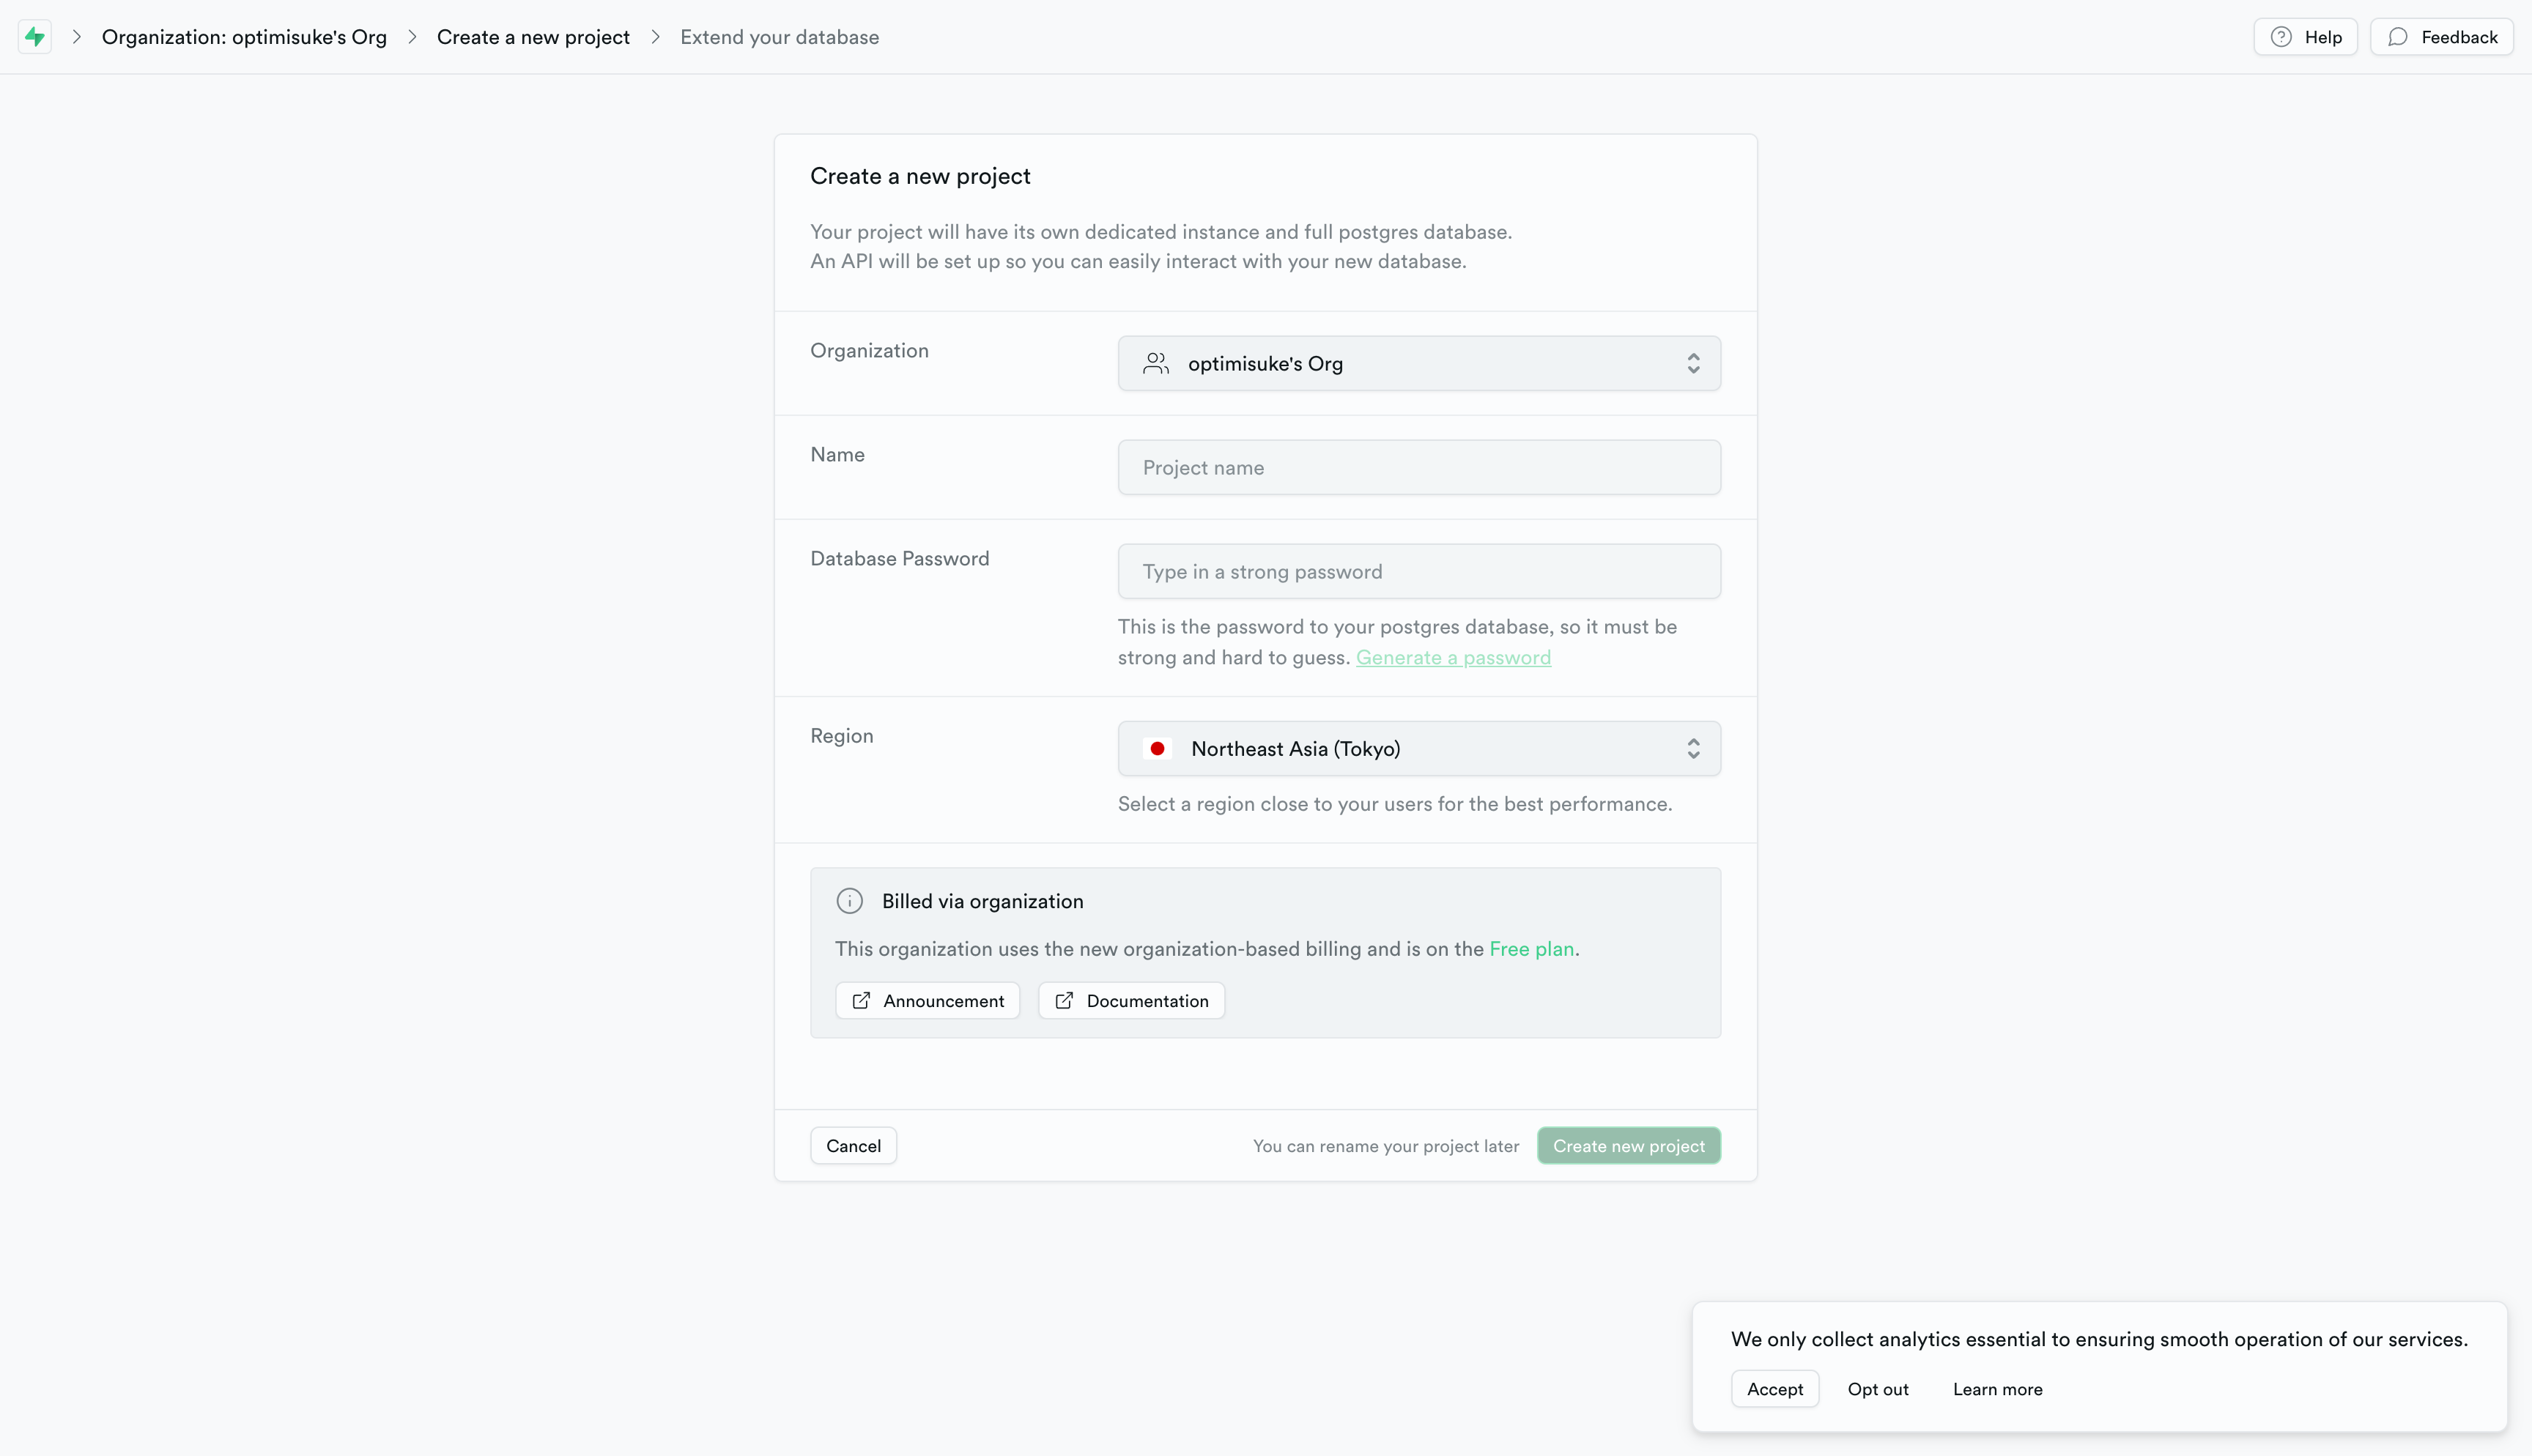 Organization: optimisuke's Org
Create a new project
Extend your database
Help
Feedback
Create a new project
Your project will have its own dedicated instance and full postgres database.
An API will be set up so you can easily interact with your new database.
Organization
optimisuke's Org
Name
Project name
Database Password
Type in a strong password
This is the password to your postgres database, so it must be
strong and hard to guess. Generate a password
Region
Northeast Asia (Tokyo)
Select a region close to your users for the best performance.
Billed via organization
This organization uses the new organization-based billing and is on the Free plan.
Announcement
Documentation
Cancel
You can rename your project later
Create new project
We only collect analytics essential to ensuring smooth operation of our services.
Accept
Opt out
Learn more